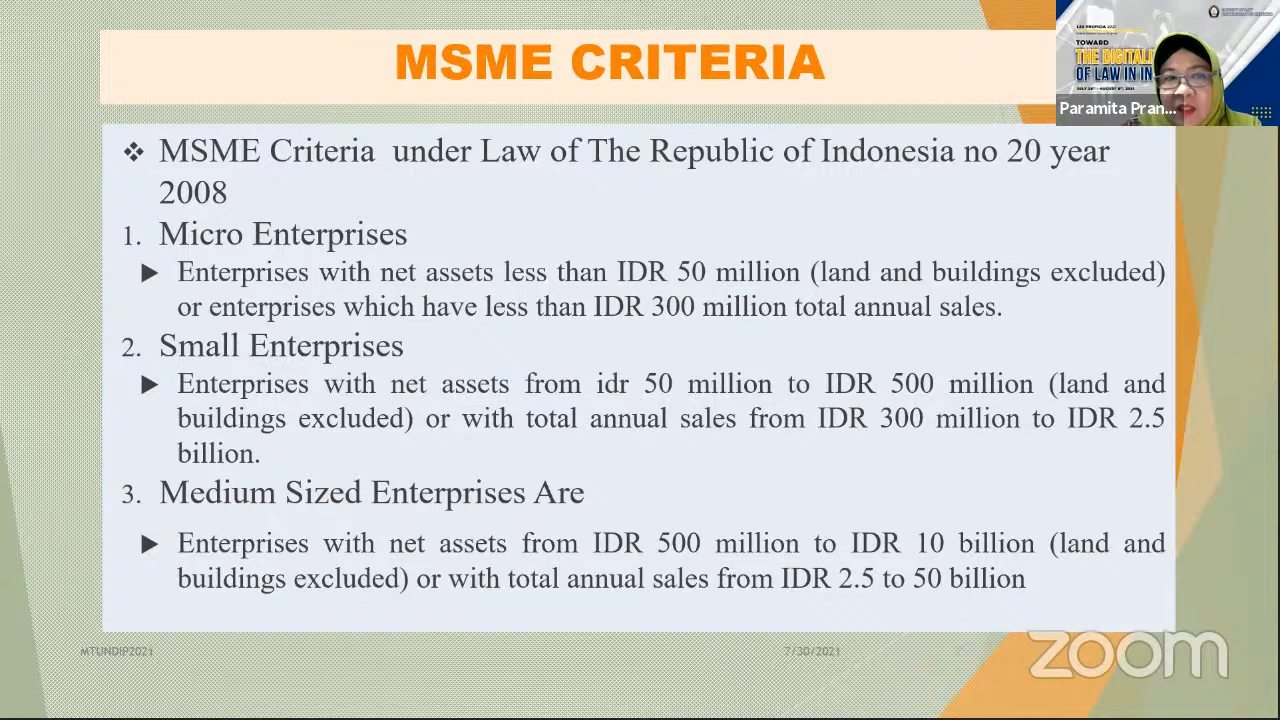 MSME CRITERIA
❖ MSME Criteria under Law of The Republic of Indonesia no 20 year
2008
1. Micro Enterprises
▶ Enterprises with net assets less than IDR 50 million (land and buildings excluded)
or enterprises which have less than IDR 300 million total annual sales.
2. Small Enterprises
▶ Enterprises with net assets from idr 50 million to IDR 500 million (land and
buildings excluded) or with total annual sales from IDR 300 million to IDR 2.5
billion.
3. Medium Sized Enterprises Are
▶ Enterprises with net assets from IDR 500 million to IDR 10 billion (land and
buildings excluded) or with total annual sales from IDR 2.5 to 50 billion
MTUNDIP2021
7/30/2021
zoom
LEX PROPICIA 2021
TOWARD
THE DIGITALI
OF LAW IN IN
Paramita Pran...